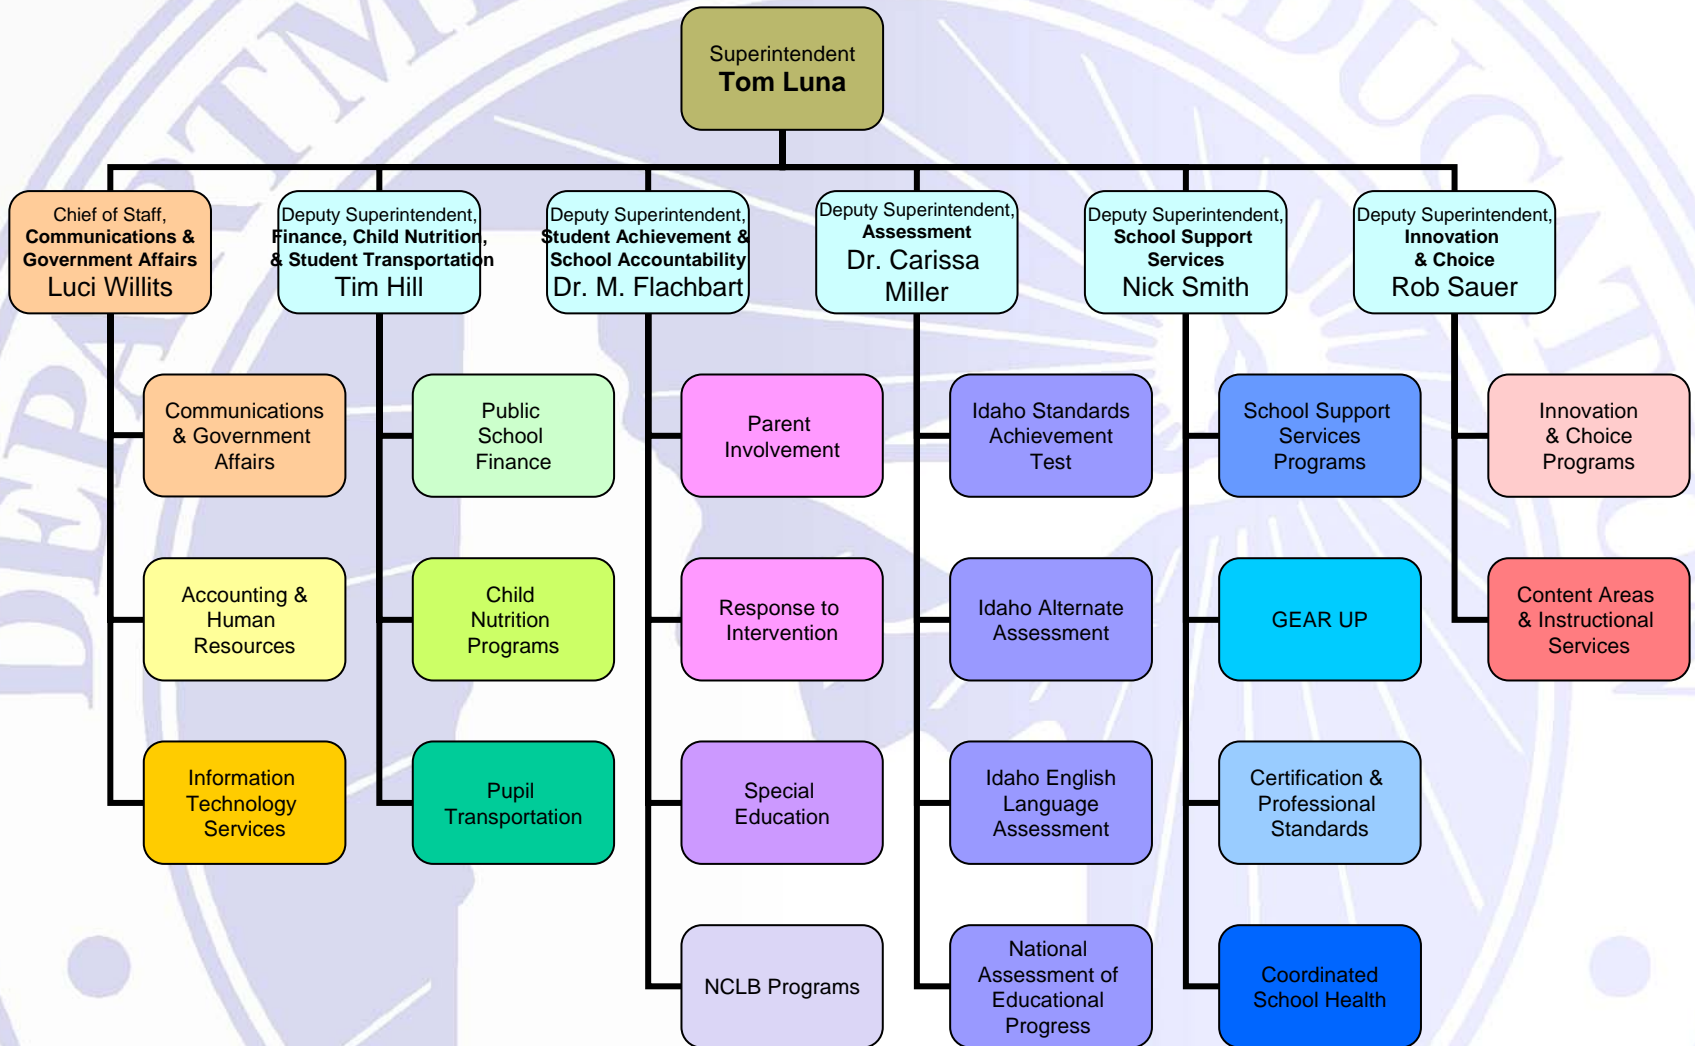 Superintendent
Tom Luna
Chief of Staff,
Communications &
Government Affairs
Luci Willits
Deputy Superintendent,
Finance, Child Nutrition,
& Student Transportation
Tim Hill
Deputy Superintendent,
Student Achievement &
School Accountability
Dr. M. Flachbart
Deputy Superintendent,
Assessment
Dr. Carissa
Miller
Deputy Superintendent,
School Support
Services
Nick Smith
Deputy Superintendent,
Innovation
& Choice
Rob Sauer
Communications
& Government
Affairs
Accounting &
Human
Resources
Information
Technology
Services
Public
School
Finance
Child
Nutrition
Programs
Pupil
Transportation
Parent
Involvement
Response to
Intervention
Special
Education
NCLB Programs
Idaho Standards
Achievement
Test
Idaho Alternate
Assessment
Idaho English
Language
Assessment
National
Assessment of
Educational
Progress
School Support
Services
Programs
GEAR UP
Certification &
Professional
Standards
Coordinated
School Health
Innovation
& Choice
Programs
Content Areas
& Instructional
Services